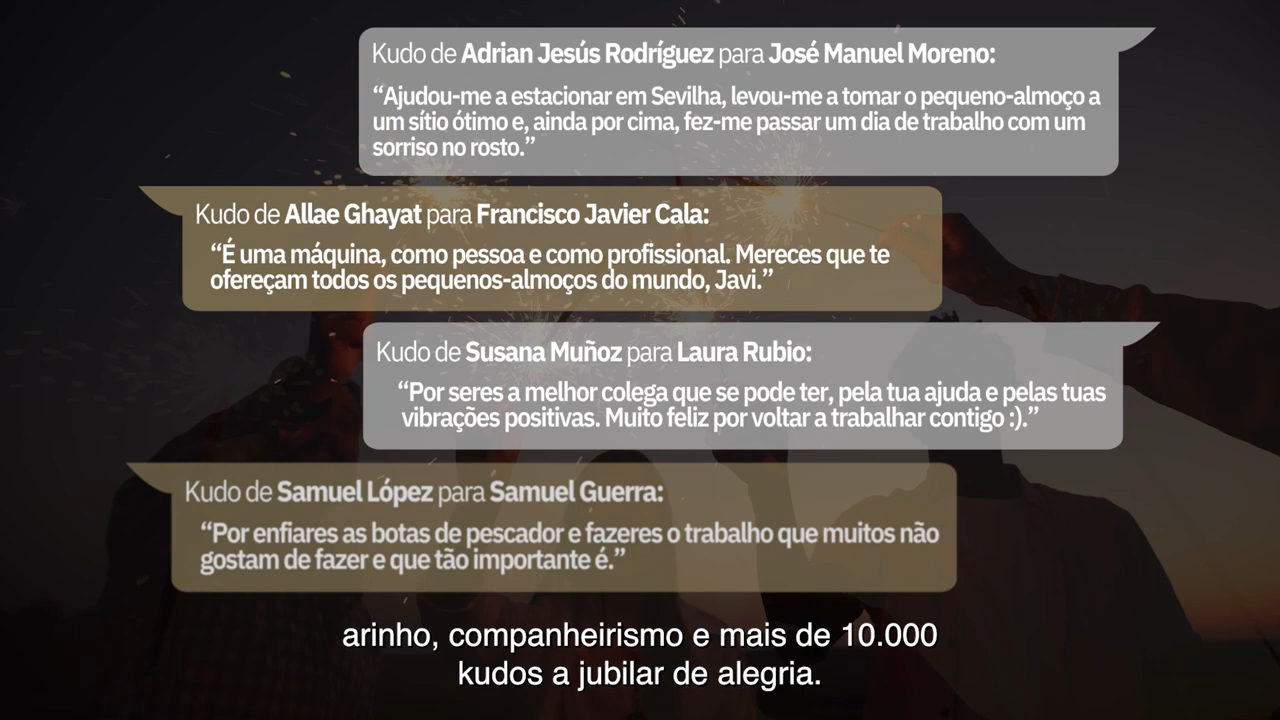 Kudo de Adrian Jesús Rodríguez para José Manuel Moreno:
“Ajudou-me a estacionar em Sevilha, levou-me a tomar o pequeno-almoço a
um sítio ótimo e, ainda por cima, fez-me passar um dia de trabalho com um
sorriso no rosto.”
Kudo de Allae Ghayat para Francisco Javier Cala:
“É uma máquina, como pessoa e como profissional. Mereces que te
ofereçam todos os pequenos-almoços do mundo, Javi.”
Kudo de Susana Muñoz para Laura Rubio:
“Por seres a melhor colega que se pode ter, pela tua ajuda e pelas tuas
vibrações positivas. Muito feliz por voltar a trabalhar contigo :).”
Kudo de Samuel López para Samuel Guerra:
“Por enfiares as botas de pescador e fazeres o trabalho que muitos não
gostam de fazer e que tão importante é.”
arinho, companheirismo e mais de 10.000
kudos a jubilar de alegria.